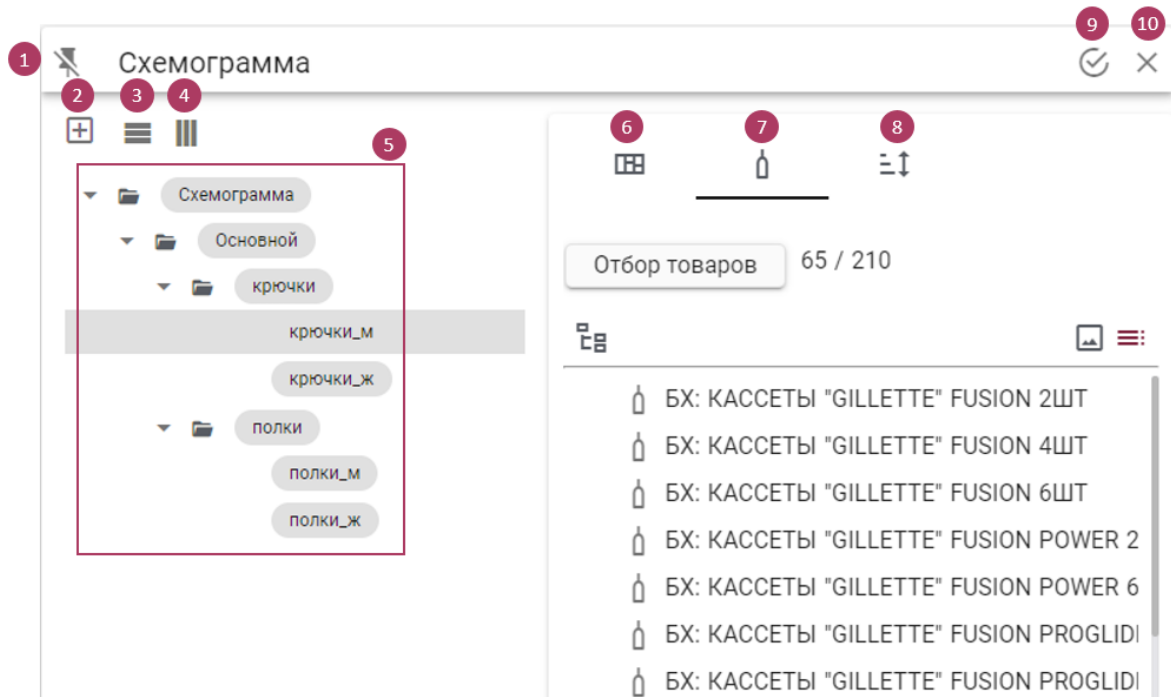 9 10
1 Схемограмма
2 3 4
5 6 7 8
Схемограмма
Основной
крючки
крючки_м
крючки_ж
полки
полки_м
полки_ж
Отбор товаров 65 / 210
БХ: КАССЕТЫ "GILLETTE" FUSION 2ШТ
БХ: КАССЕТЫ "GILLETTE" FUSION 4ШТ
БХ: КАССЕТЫ "GILLETTE" FUSION 6ШТ
БХ: КАССЕТЫ "GILLETTE" FUSION POWER 2
БХ: КАССЕТЫ "GILLETTE" FUSION POWER 6
БХ: КАССЕТЫ "GILLETTE" FUSION PROGLID
БХ: КАССЕТЫ "GILLETTE" FUSION PROGLID